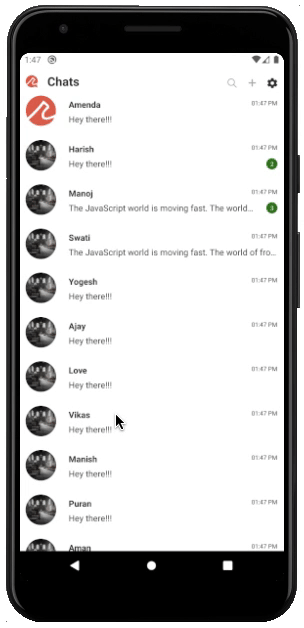 1:47
Chats
Amenda 01:47 PM
Hey there!!!
Harish 01:47 PM
Hey there!!! 2
Manoj 01:47 PM
The JavaScript world is moving fast. The world... 3
Swati 01:47 PM
The JavaScript world is moving fast. The world of fro...
Yogesh 01:47 PM
Hey there!!!
Ajay 01:47 PM
Hey there!!!
Love 01:47 PM
Hey there!!!
Vikas 01:47 PM
Hey there!!!
Manish 01:47 PM
Hey there!!!
Puran 01:47 PM
Hey there!!!
Aman 01:47 PM